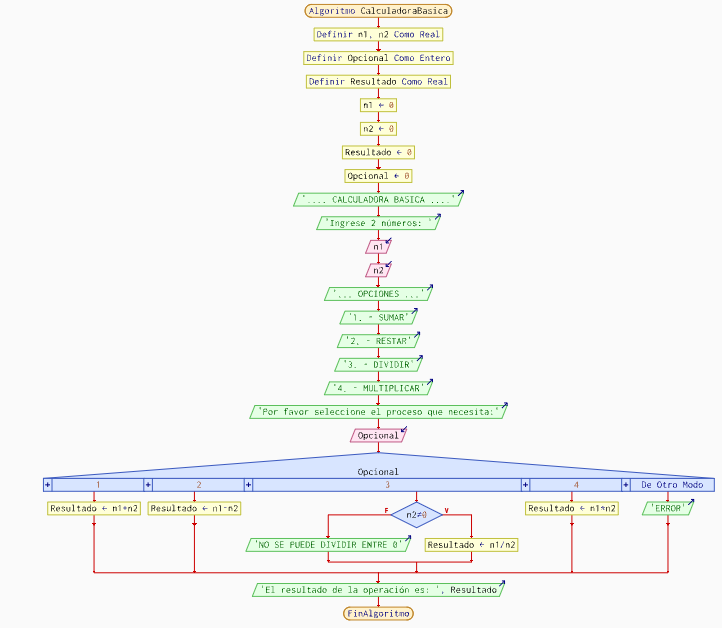 Algoritmo CalculadoraBasica
Definir n1, n2 Como Real
Definir Opcional Como Entero
Definir Resultado Como Real
n1 ← 0
n2 ← 0
Resultado ← 0
Opcional ← 0
'.... CALCULADORA BASICA ....'
'Ingrese 2 números: '
n1
n2
'... OPCIONES ...'
'1. - SUMAR'
'2. - RESTAR'
'3. - DIVIDIR'
'4. - MULTIPLICAR'
'Por favor seleccione el proceso que necesita:'
Opcional
Opcional
+ 1 + 2 + 3 + 4 + De Otro Modo
Resultado ← n1+n2 Resultado ← n1-n2 F n2≠0 V Resultado ← n1*n2 'ERROR'
'NO SE PUEDE DIVIDIR ENTRE 0' Resultado ← n1/n2
'El resultado de la operación es: ', Resultado
FinAlgoritmo